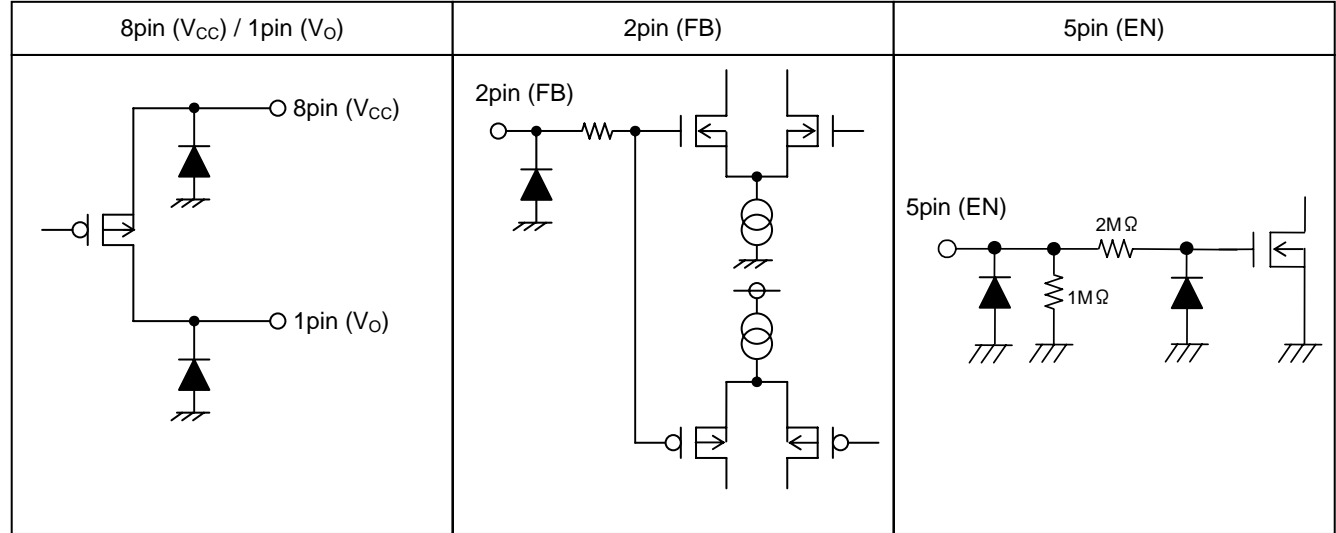 8pin (VCC) / 1pin (VO)
2pin (FB)
5pin (EN)
8pin (VCC)
1pin (VO)
2pin (FB)
5pin (EN)
2MΩ
1MΩ